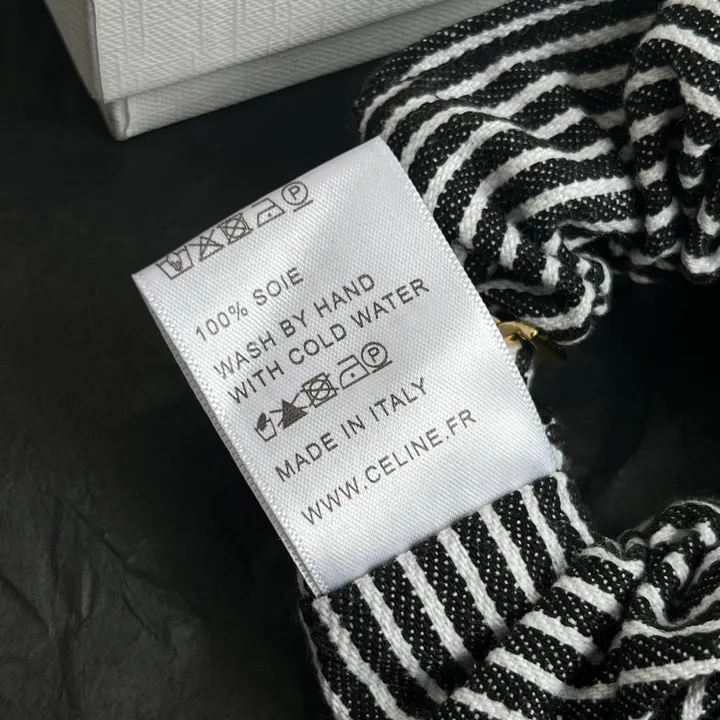 P
100% SOIE
WASH BY HAND
WITH COLD WATER
P
MADE IN ITALY
WWW.CELINE.FR